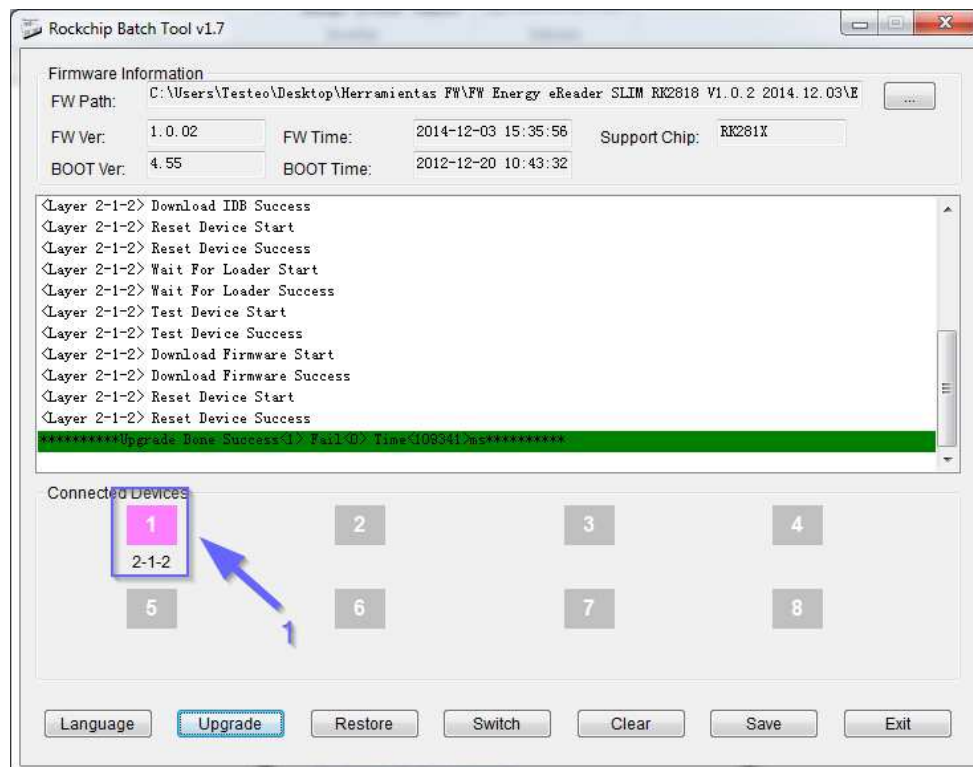 Rockchip Batch Tool v1.7
Firmware Information
FW Path: C:\Users\Testeo\Desktop\Herramientas FW\FW Energy eReader SLIM RK2818 V1.0.2 2014.12.03\E ...
FW Ver: 1.0.02 FW Time: 2014-12-03 15:35:56 Support Chip: RK281X
BOOT Ver: 4.55 BOOT Time: 2012-12-20 10:43:32
<Layer 2-1-2> Download IDB Success
<Layer 2-1-2> Reset Device Start
<Layer 2-1-2> Reset Device Success
<Layer 2-1-2> Wait For Loader Start
<Layer 2-1-2> Wait For Loader Success
<Layer 2-1-2> Test Device Start
<Layer 2-1-2> Test Device Success
<Layer 2-1-2> Download Firmware Start
<Layer 2-1-2> Download Firmware Success
<Layer 2-1-2> Reset Device Start
<Layer 2-1-2> Reset Device Success
**********Upgrade Done Success<1> Fail<0> Time<109341>ms**********
Connected Devices
1 2 3 4
2-1-2
5 6 7 8
1
Language Upgrade Restore Switch Clear Save Exit